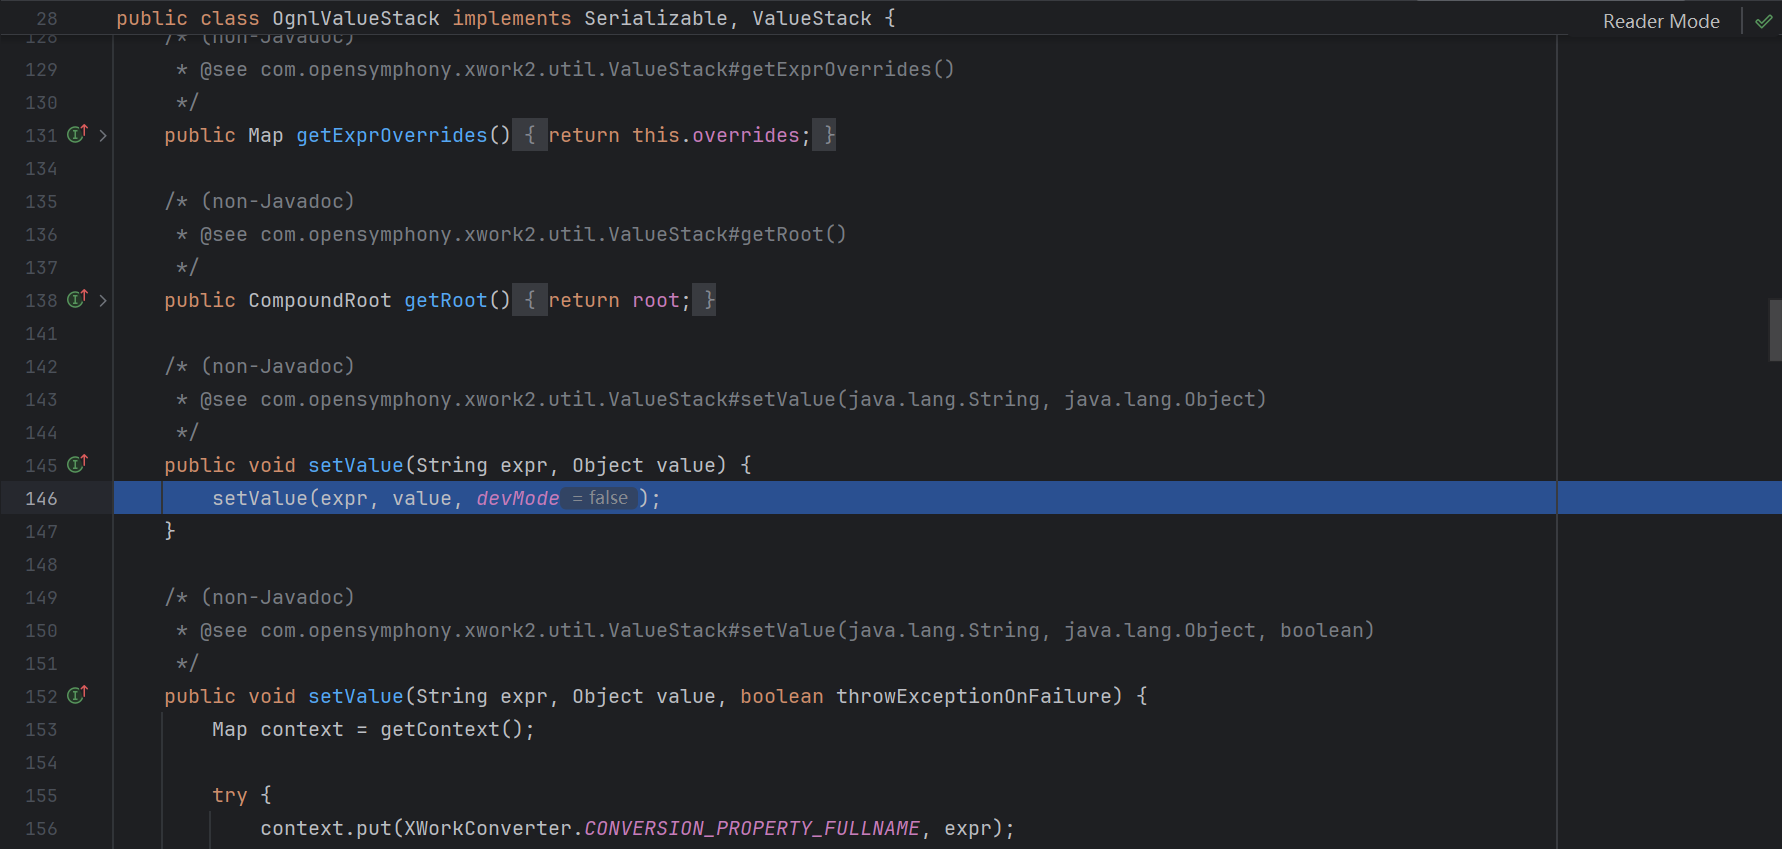 28 public class OgnlValueStack implements Serializable, ValueStack {
Reader Mode
128 /* (non-Javadoc)
129 * @see com.opensymphony.xwork2.util.ValueStack#getExprOverrides()
130 */
131 public Map getExprOverrides() { return this.overrides; }
134
135 /* (non-Javadoc)
136 * @see com.opensymphony.xwork2.util.ValueStack#getRoot()
137 */
138 public CompoundRoot getRoot() { return root; }
141
142 /* (non-Javadoc)
143 * @see com.opensymphony.xwork2.util.ValueStack#setValue(java.lang.String, java.lang.Object)
144 */
145 public void setValue(String expr, Object value) {
146 setValue(expr, value, devMode = false );
147 }
148
149 /* (non-Javadoc)
150 * @see com.opensymphony.xwork2.util.ValueStack#setValue(java.lang.String, java.lang.Object, boolean)
151 */
152 public void setValue(String expr, Object value, boolean throwExceptionOnFailure) {
153 Map context = getContext();
154
155 try {
156 context.put(XWorkConverter.CONVERSION_PROPERTY_FULLNAME, expr);